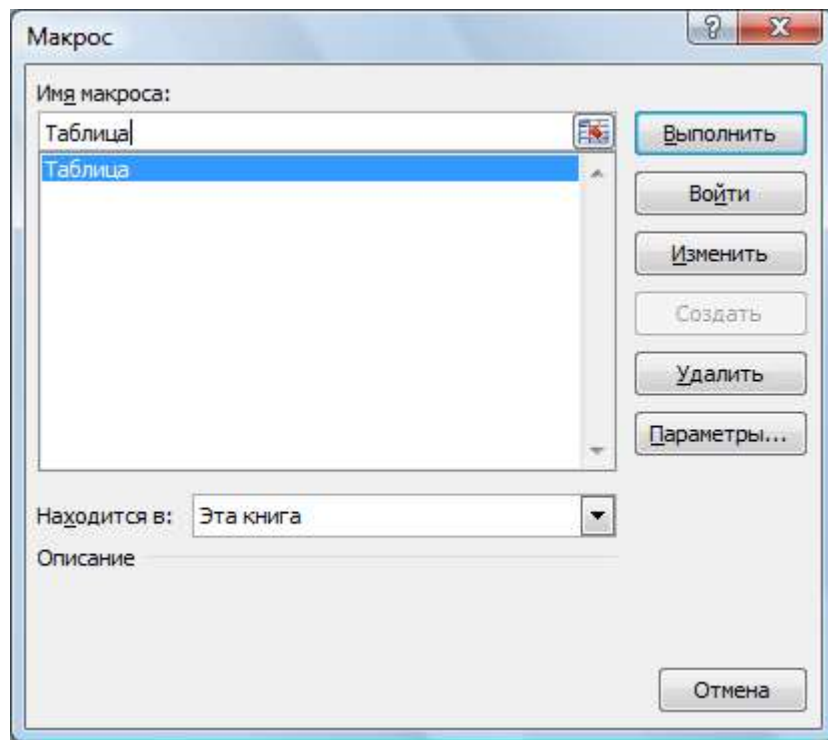 Макрос
Имя макроса:
Таблица
Таблица
Выполнить
Войти
Изменить
Создать
Удалить
Параметры...
Находится в:
Эта книга
Описание
Отмена